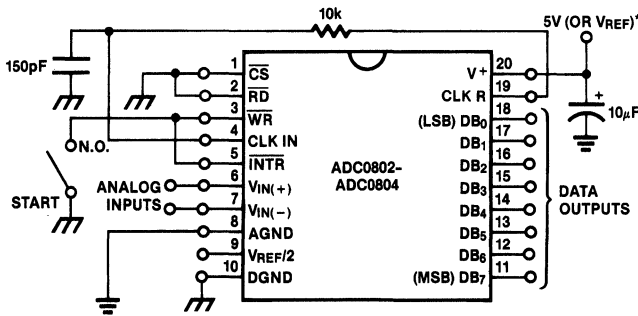 10k
5V (OR VREF)*
150pF
1 CS
2 RD
3 WR
4 CLK IN
5 INTR
6 VIN(+)
7 VIN(–)
8 AGND
9 VREF/2
10 DGND
N.O.
START
ANALOG
INPUTS
ADC0802–
ADC0804
V+ 20
CLK R 19
(LSB) DB0 18
DB1 17
DB2 16
DB3 15
DB4 14
DB5 13
DB6 12
(MSB) DB7 11
+
10μF
DATA
OUTPUTS